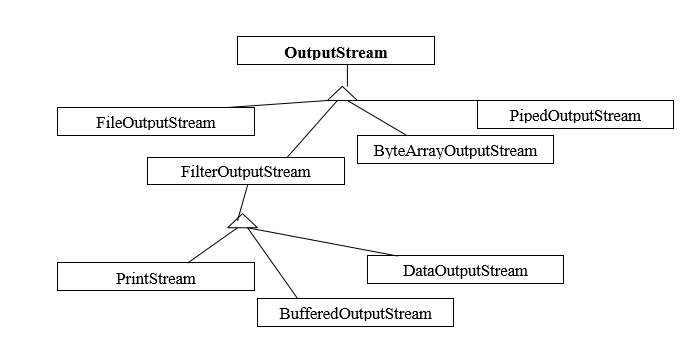 OutputStream
FileOutputStream
PipedOutputStream
ByteArrayOutputStream
FilterOutputStream
PrintStream
DataOutputStream
BufferedOutputStream